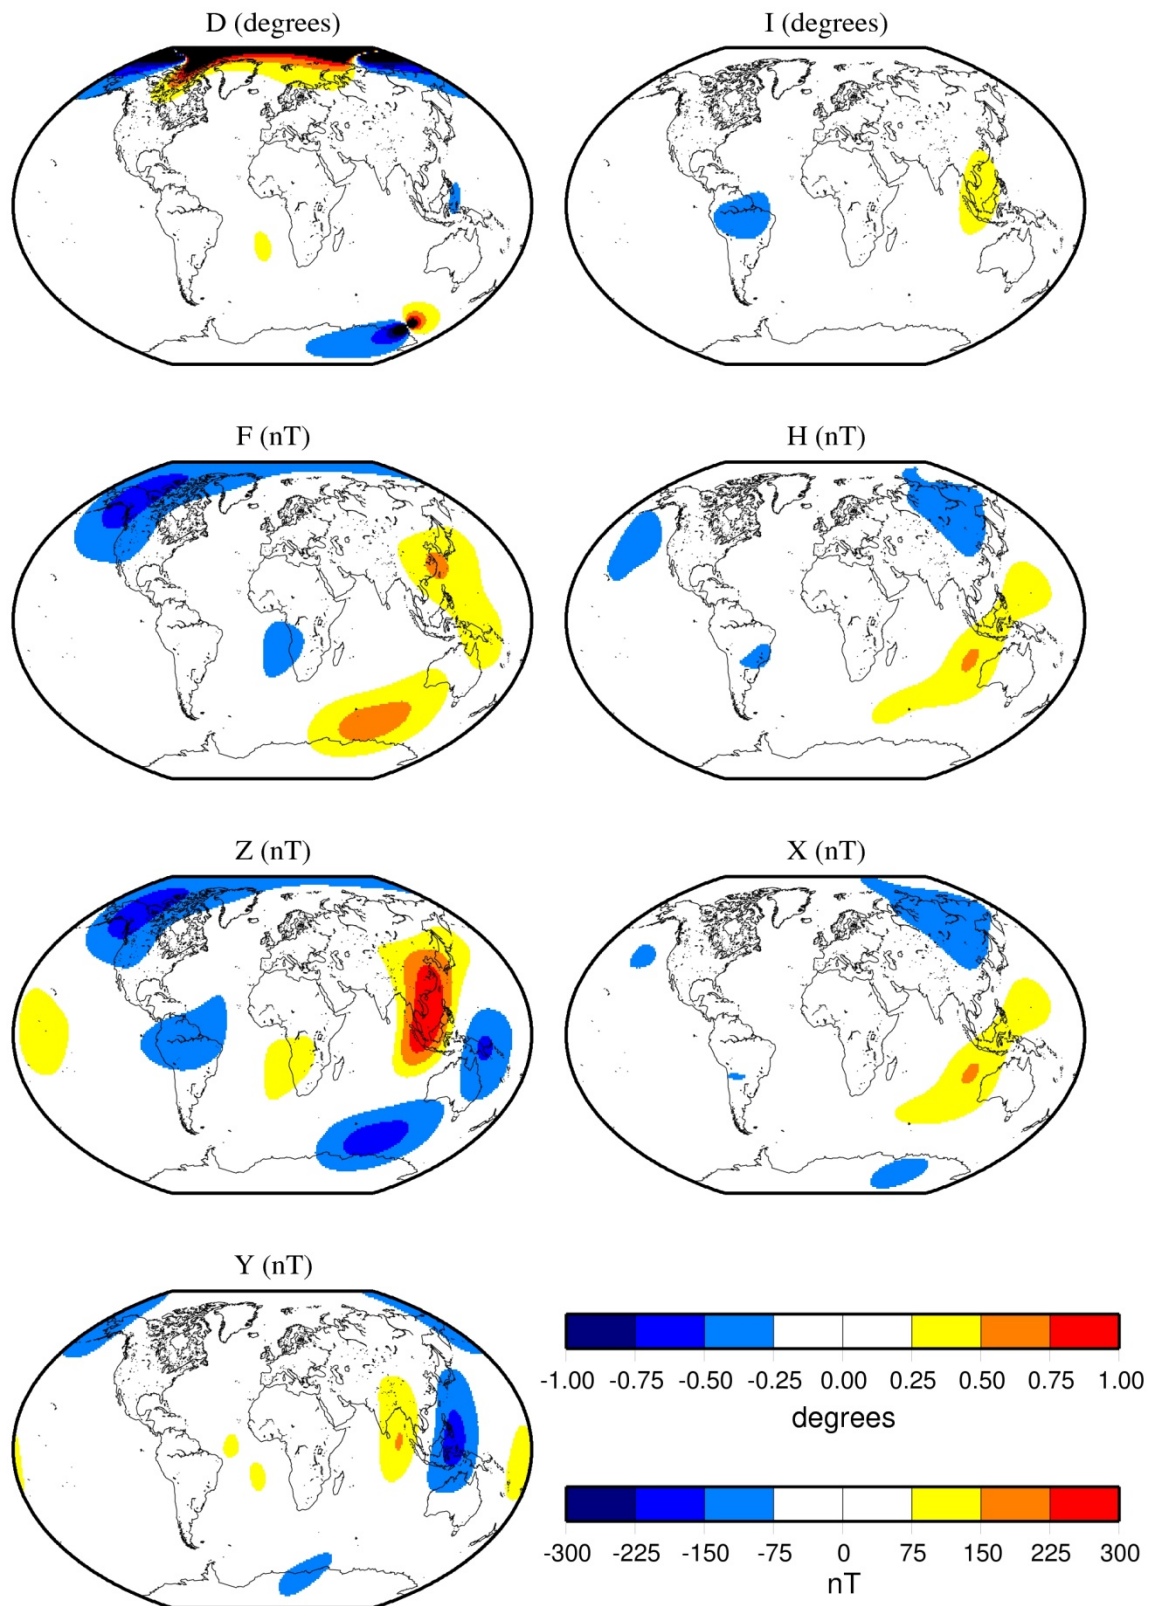 D (degrees)
I (degrees)
F (nT)
H (nT)
Z (nT)
X (nT)
Y (nT)
-1.00 -0.75 -0.50 -0.25 0.00 0.25 0.50 0.75 1.00
degrees
-300 -225 -150 -75 0 75 150 225 300
nT